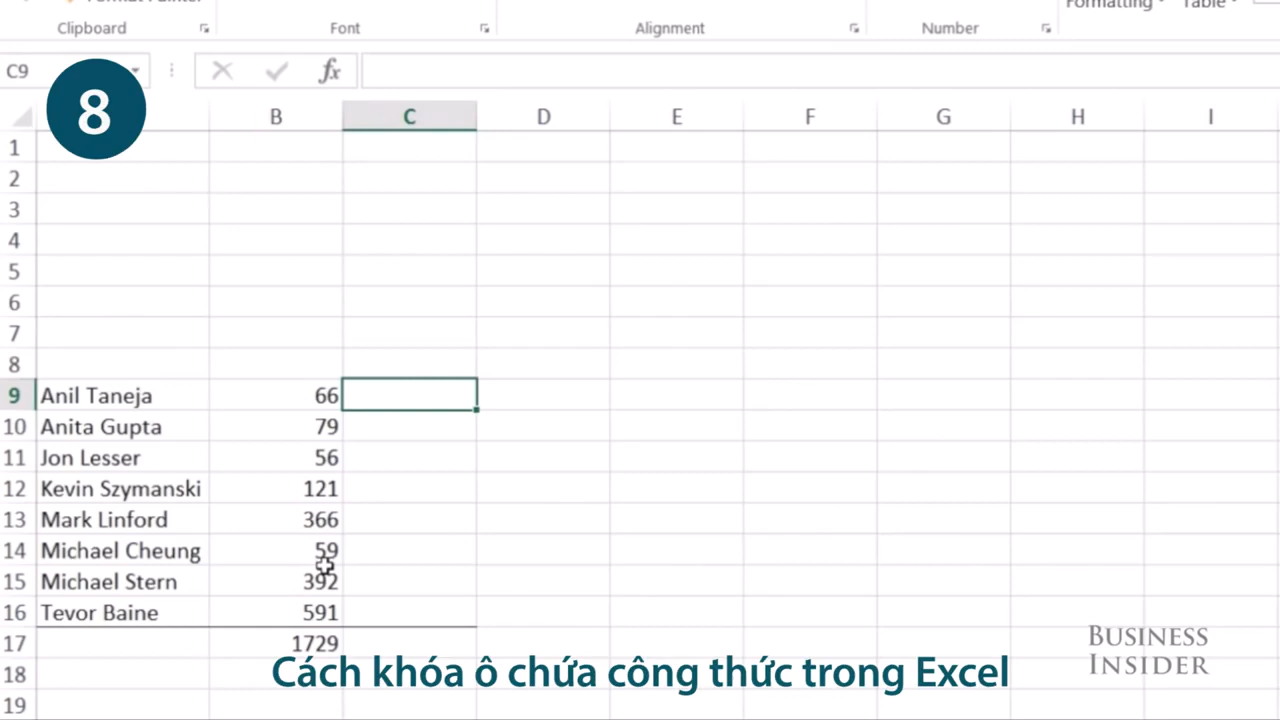 Format Painter
Formatting Table
Clipboard Font Alignment Number
C9 fx
8
B C D E F G H I
1
2
3
4
5
6
7
8
9 Anil Taneja 66
10 Anita Gupta 79
11 Jon Lesser 56
12 Kevin Szymanski 121
13 Mark Linford 366
14 Michael Cheung 59
15 Michael Stern 392
16 Tevor Baine 591
17 1729
18
19
BUSINESS
INSIDER
Cách khóa ô chứa công thức trong Excel